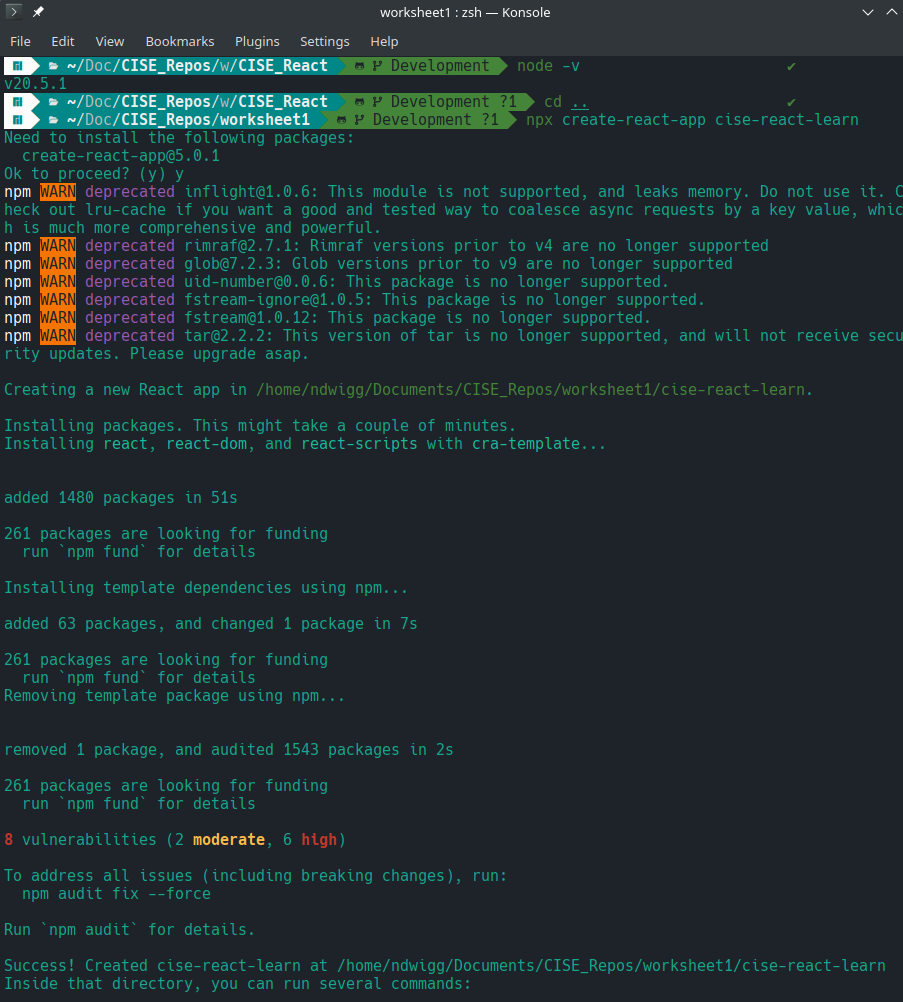 worksheet1 : zsh — Konsole
File Edit View Bookmarks Plugins Settings Help
~/Doc/CISE_Repos/w/CISE_React Development node -v ✔
v20.5.1
~/Doc/CISE_Repos/w/CISE_React Development ?1 cd .. ✔
~/Doc/CISE_Repos/worksheet1 Development ?1 npx create-react-app cise-react-learn
Need to install the following packages:
create-react-app@5.0.1
Ok to proceed? (y) y
npm WARN deprecated inflight@1.0.6: This module is not supported, and leaks memory. Do not use it. C
heck out lru-cache if you want a good and tested way to coalesce async requests by a key value, whic
h is much more comprehensive and powerful.
npm WARN deprecated rimraf@2.7.1: Rimraf versions prior to v4 are no longer supported
npm WARN deprecated glob@7.2.3: Glob versions prior to v9 are no longer supported
npm WARN deprecated uid-number@0.0.6: This package is no longer supported.
npm WARN deprecated fstream-ignore@1.0.5: This package is no longer supported.
npm WARN deprecated fstream@1.0.12: This package is no longer supported.
npm WARN deprecated tar@2.2.2: This version of tar is no longer supported, and will not receive secu
rity updates. Please upgrade asap.
Creating a new React app in /home/ndwigg/Documents/CISE_Repos/worksheet1/cise-react-learn.
Installing packages. This might take a couple of minutes.
Installing react, react-dom, and react-scripts with cra-template...
added 1480 packages in 51s
261 packages are looking for funding
run `npm fund` for details
Installing template dependencies using npm...
added 63 packages, and changed 1 package in 7s
261 packages are looking for funding
run `npm fund` for details
Removing template package using npm...
removed 1 package, and audited 1543 packages in 2s
261 packages are looking for funding
run `npm fund` for details
8 vulnerabilities (2 moderate, 6 high)
To address all issues (including breaking changes), run:
npm audit fix --force
Run `npm audit` for details.
Success! Created cise-react-learn at /home/ndwigg/Documents/CISE_Repos/worksheet1/cise-react-learn
Inside that directory, you can run several commands: